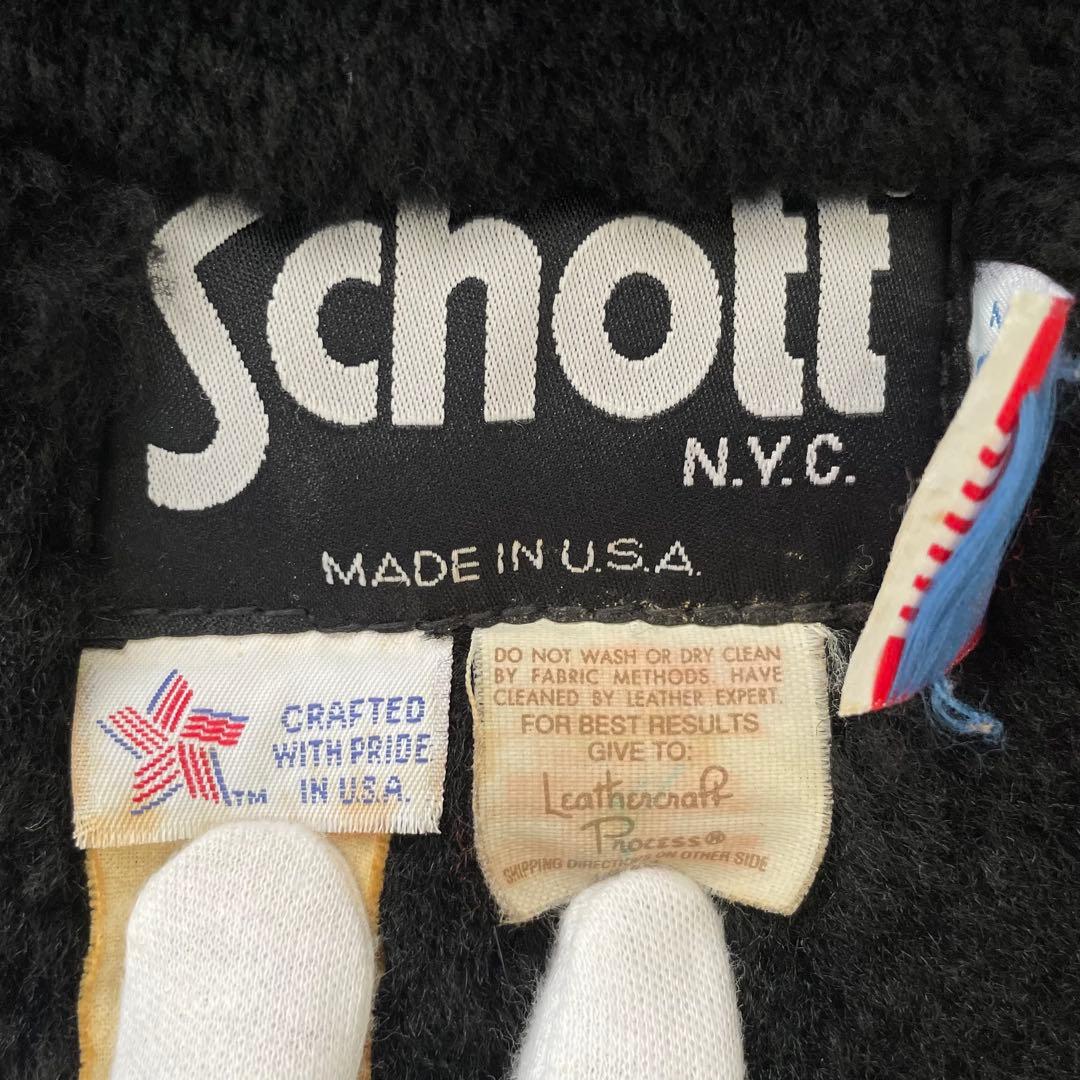 Schott
N.Y.C.
MADE IN U.S.A.
CRAFTED
WITH PRIDE
IN U.S.A.
TM
DO NOT WASH OR DRY CLEAN
BY FABRIC METHODS. HAVE
CLEANED BY LEATHER EXPERT.
FOR BEST RESULTS
GIVE TO:
Leathercraft
Process®
SHIPPING DIRECTIONS ON OTHER SIDE